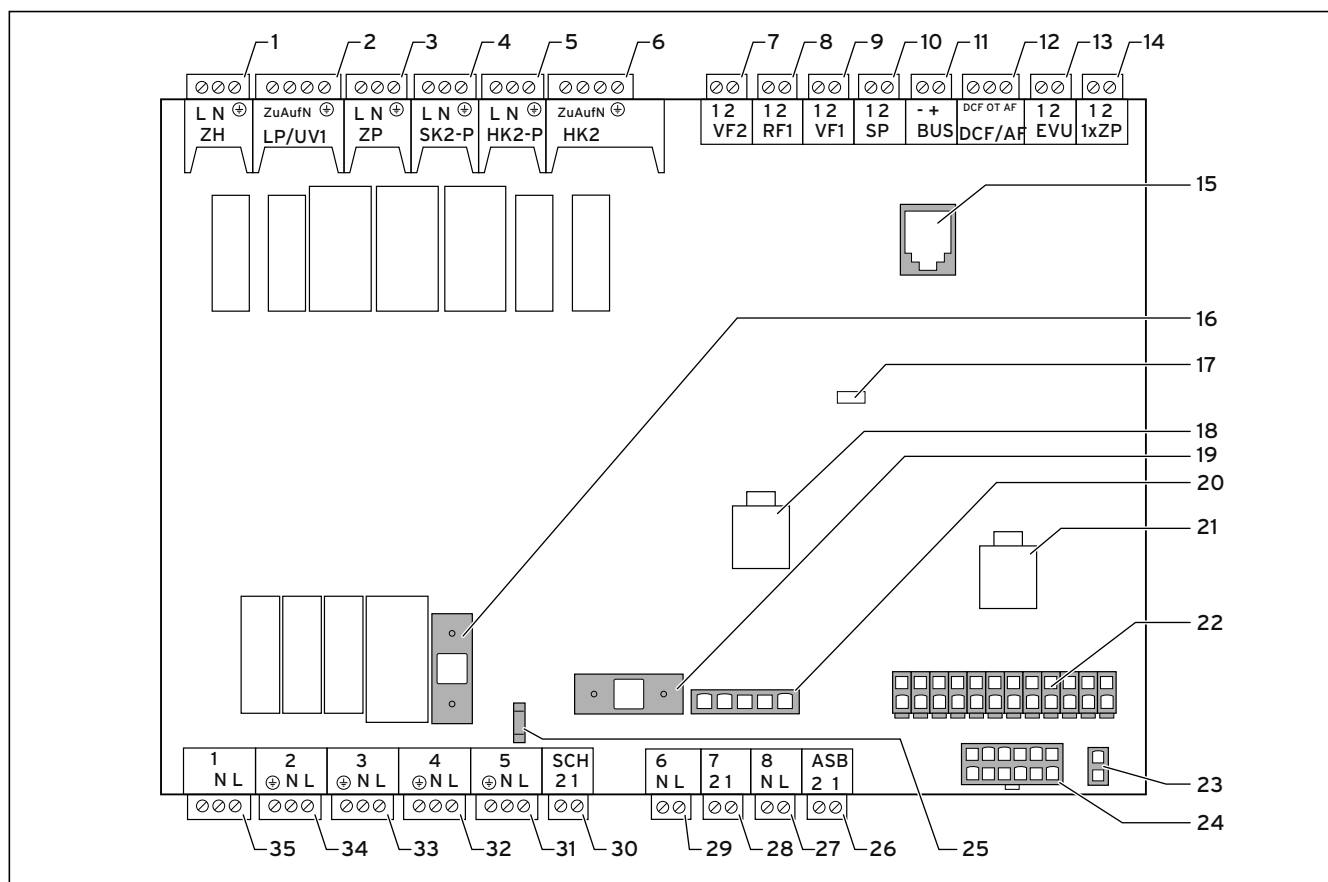 1 2 3 4 5 6 7 8 9 10 11 12 13 14
L N ZuAufN L N L N L N ZuAufN 1 2 1 2 1 2 1 2 - + DCF OT AF 1 2 1 2
ZH LP/UV1 ZP SK2-P HK2-P HK2 VF2 RF1 VF1 SP BUS DCF/AF EVU 1xZP
15
16
17
18
19
20
21
22
1 2 3 4 5 SCH 6 7 8 ASB
N L N L N L N L N L 2 1 N L 2 1 N L 2 1
23
24
35 34 33 32 31 30 29 28 27 26 25